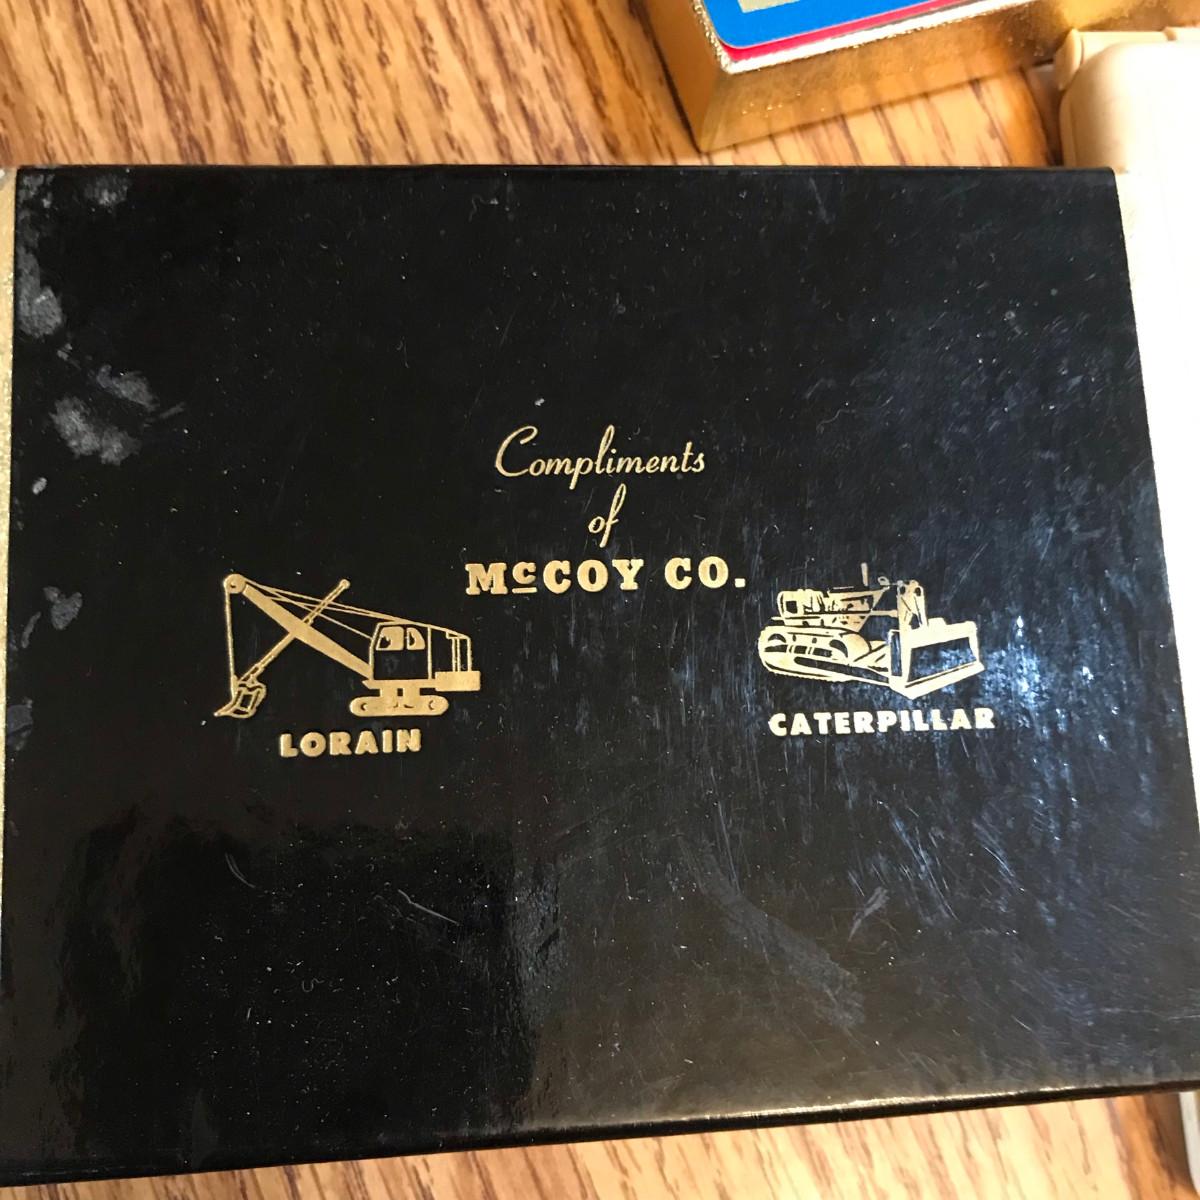 Compliments
of
McCOY CO.
LORAIN
CATERPILLAR